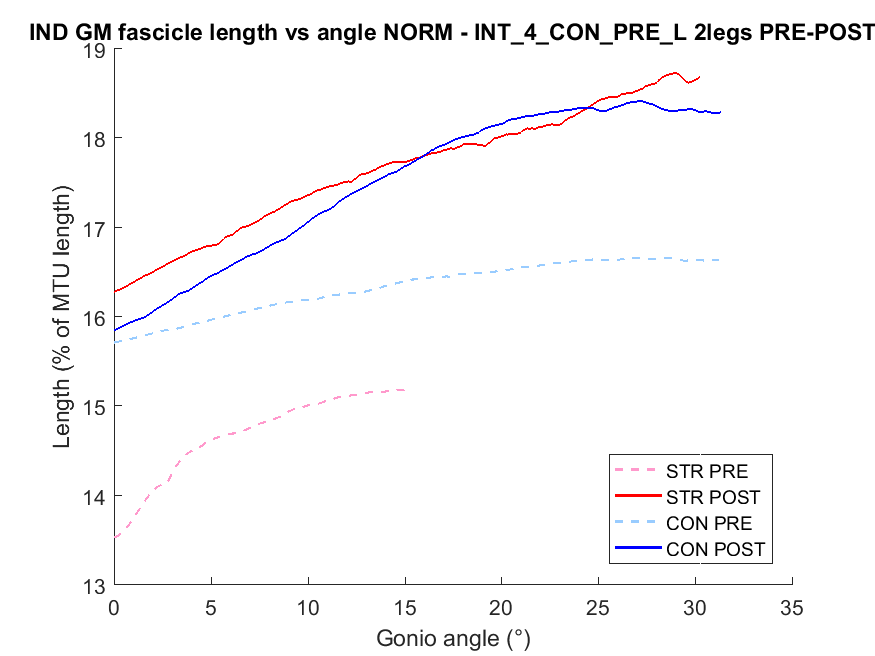 IND GM fascicle length vs angle NORM - INT_4_CON_PRE_L 2legs PRE-POST
19
18
17
16
15
14
13
Length (% of MTU length)
0 5 10 15 20 25 30 35
Gonio angle (°)
STR PRE
STR POST
CON PRE
CON POST